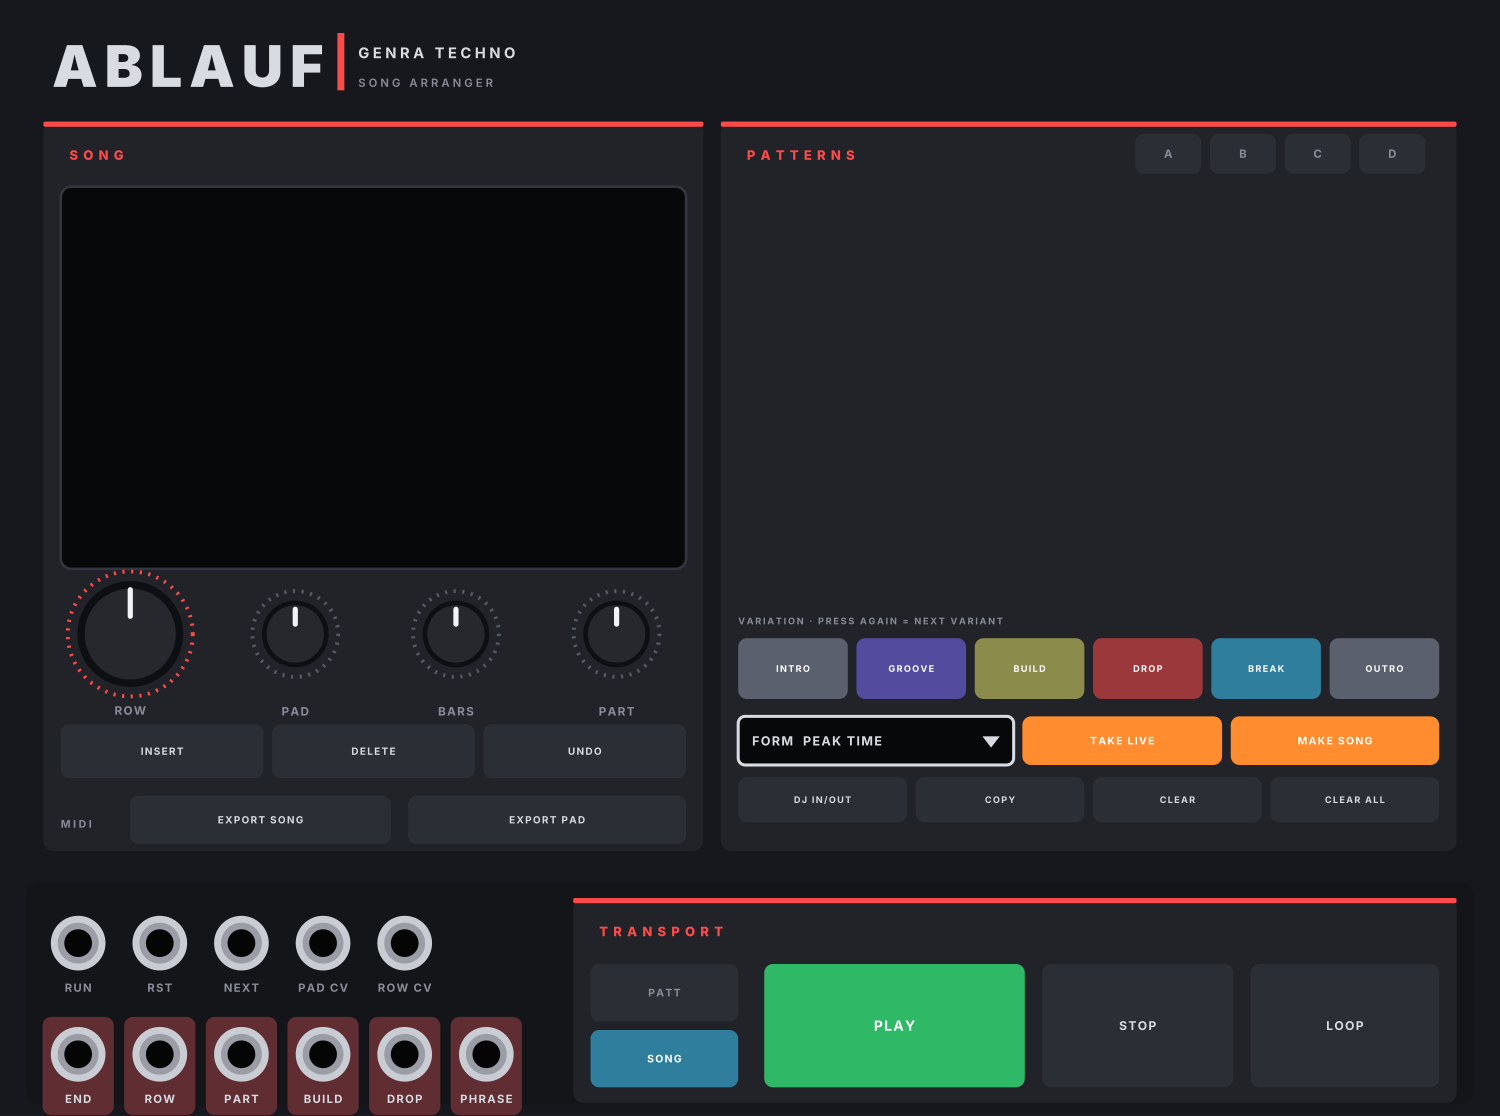 ABLAUF
GENRA TECHNO
SONG ARRANGER
SONG
ROW
PAD
BARS
PART
INSERT
DELETE
UNDO
MIDI
EXPORT SONG
EXPORT PAD
PATTERNS
A
B
C
D
VARIATION · PRESS AGAIN = NEXT VARIANT
INTRO
GROOVE
BUILD
DROP
BREAK
OUTRO
FORM PEAK TIME
TAKE LIVE
MAKE SONG
DJ IN/OUT
COPY
CLEAR
CLEAR ALL
RUN
RST
NEXT
PAD CV
ROW CV
END
ROW
PART
BUILD
DROP
PHRASE
TRANSPORT
PATT
SONG
PLAY
STOP
LOOP